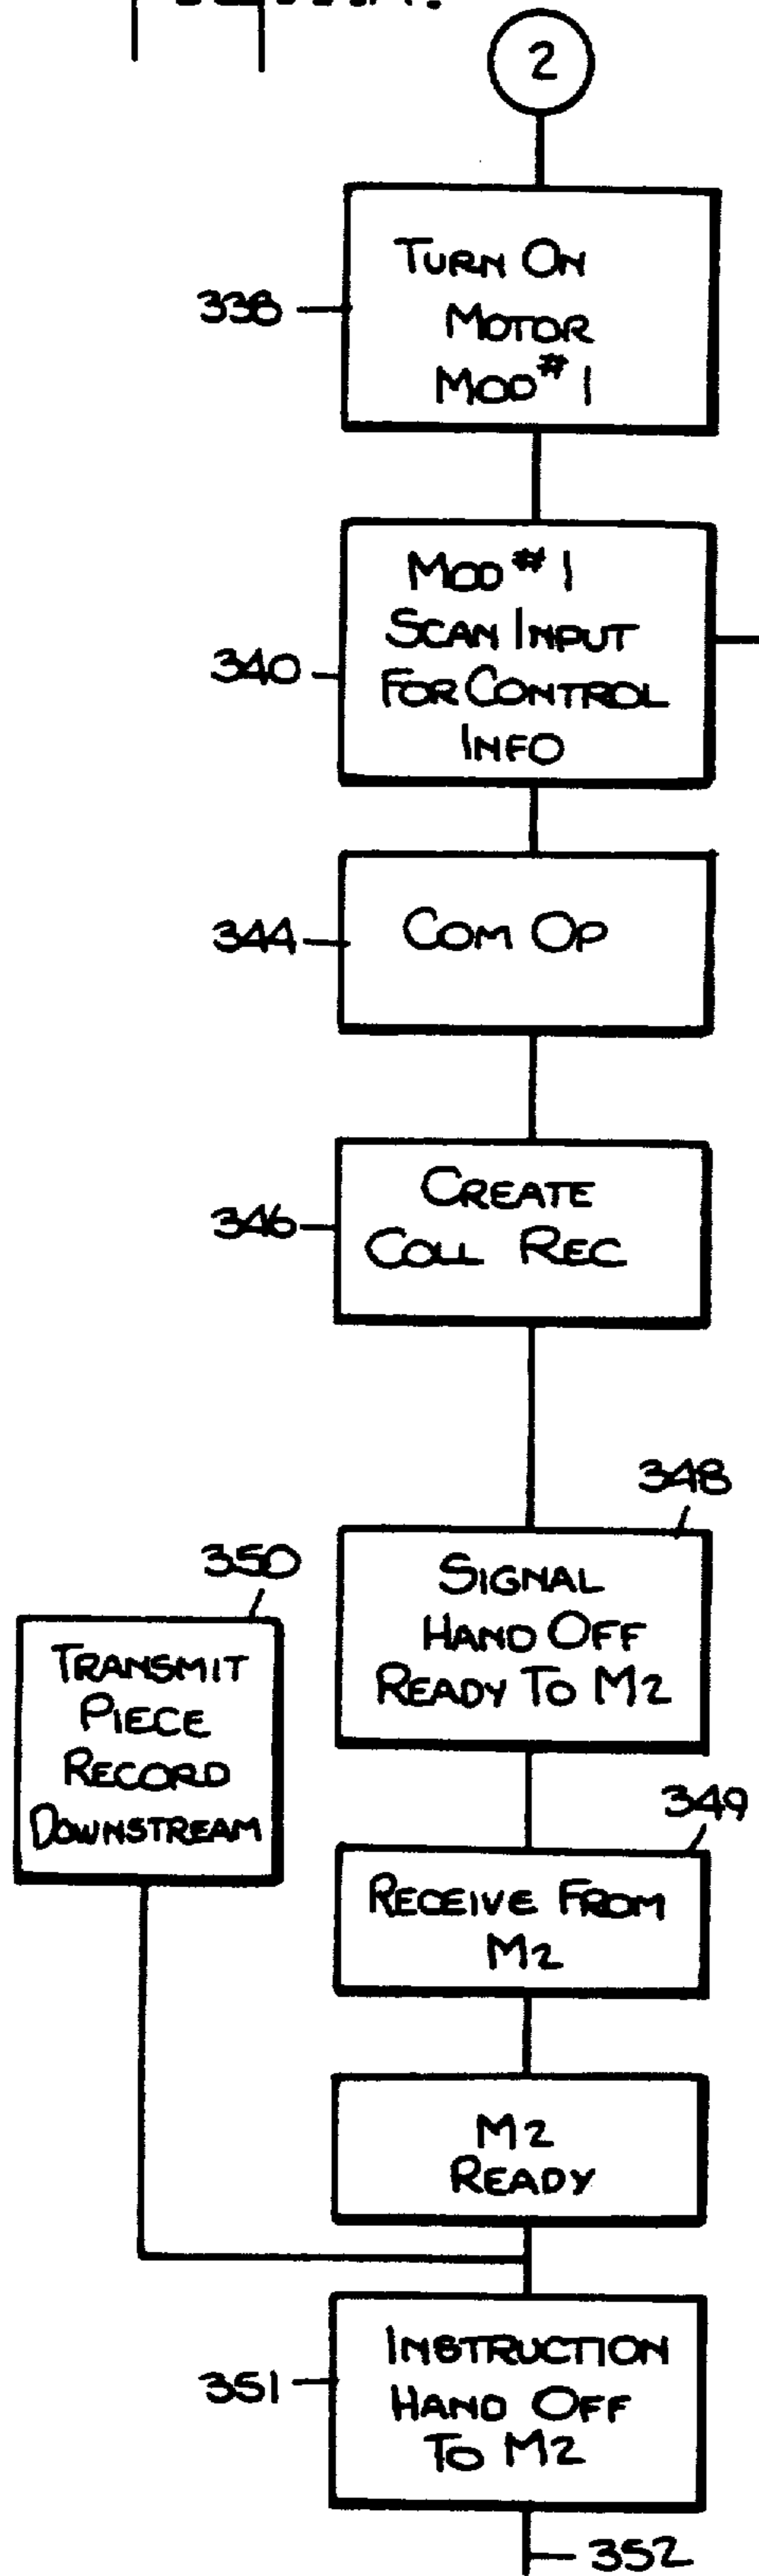 2
TURN ON
MOTOR
MOD #1
338
MOD #1
SCAN INPUT
FOR CONTROL
INFO
340
COM OP
344
CREATE
COLL REC
346
348
SIGNAL
HAND OFF
READY TO M2
350
TRANSMIT
PIECE
RECORD
DOWNSTREAM
349
RECEIVE FROM
M2
M2
READY
INSTRUCTION
HAND OFF
TO M2
351
352